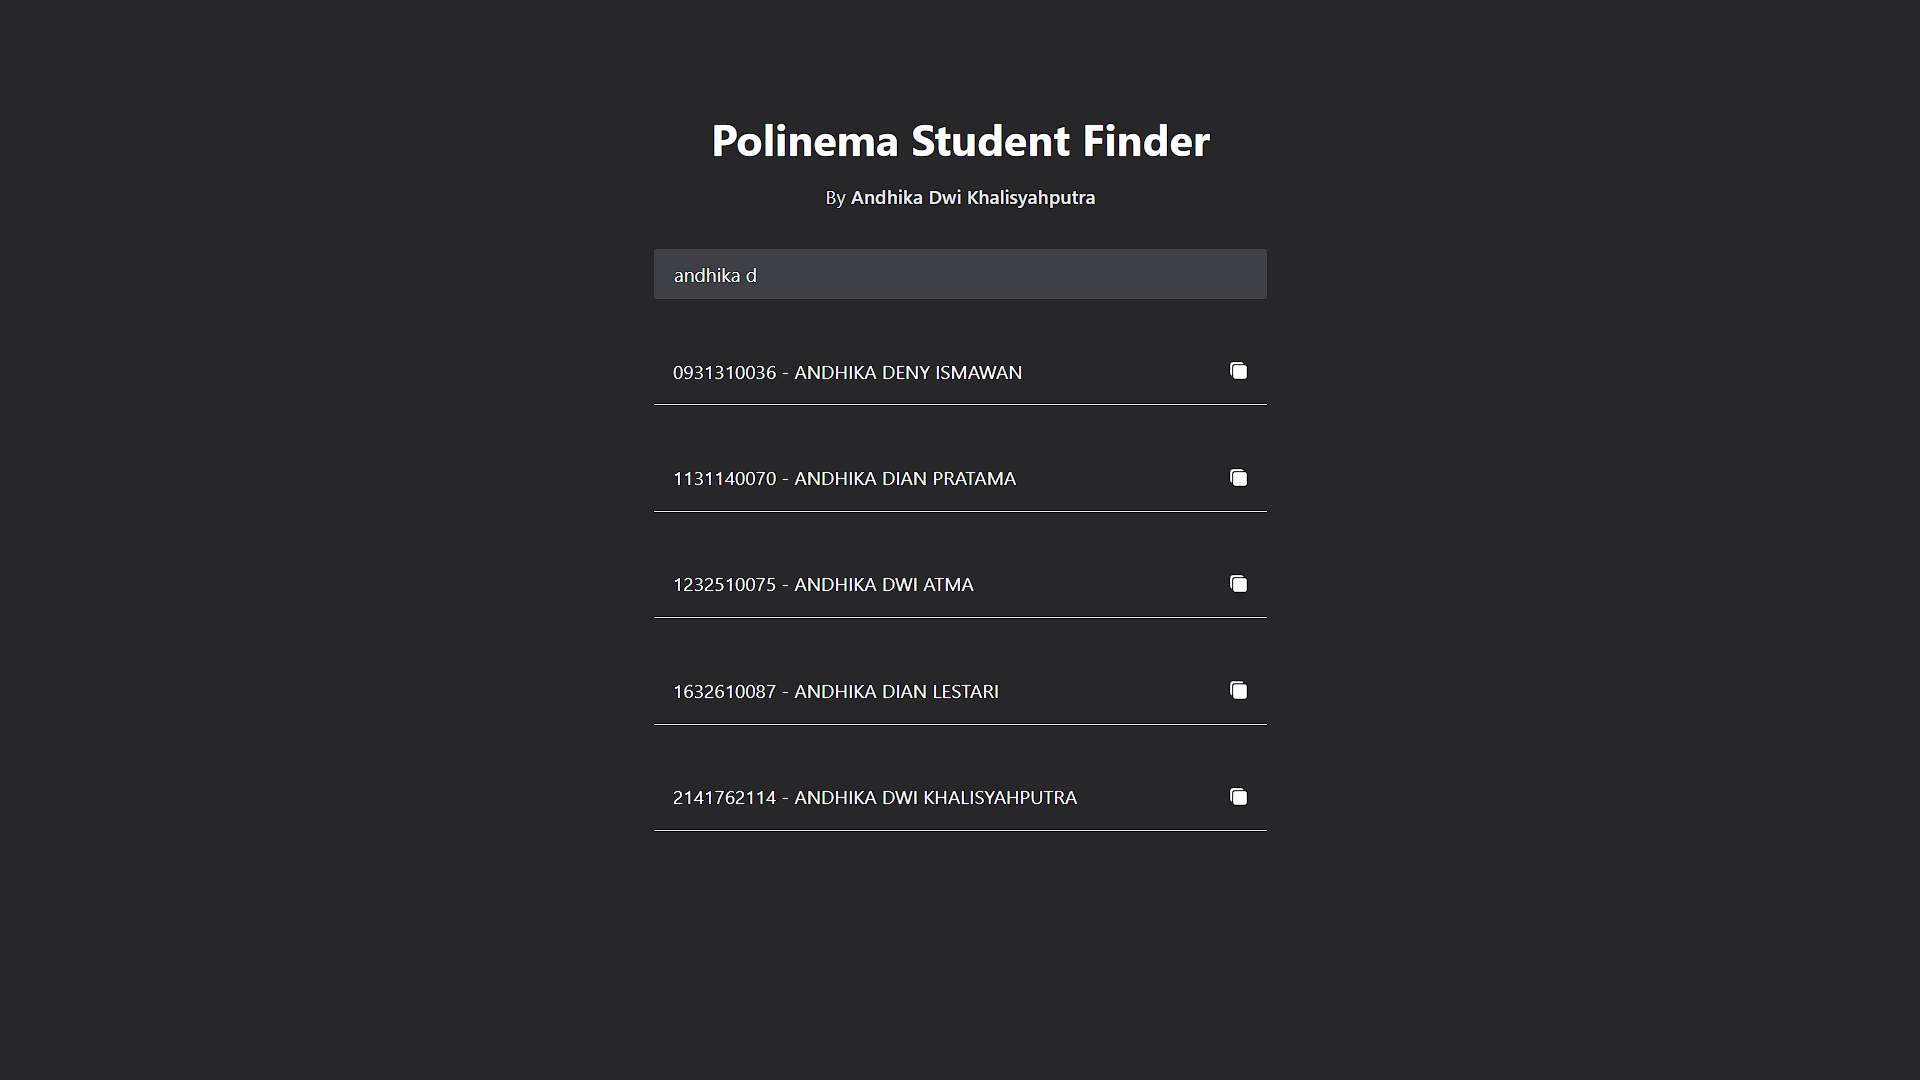 Polinema Student Finder
By Andhika Dwi Khalisyahputra
andhika d
0931310036 - ANDHIKA DENY ISMAWAN
1131140070 - ANDHIKA DIAN PRATAMA
1232510075 - ANDHIKA DWI ATMA
1632610087 - ANDHIKA DIAN LESTARI
2141762114 - ANDHIKA DWI KHALISYAHPUTRA